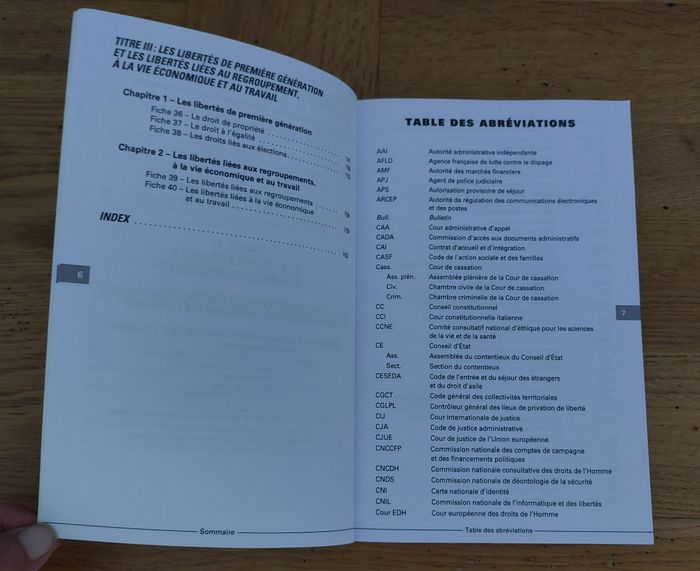 TITRE III : LES LIBERTÉS DE PREMIÈRE GÉNÉRATION
ET LES LIBERTÉS LIÉES AU REGROUPEMENT,
À LA VIE ÉCONOMIQUE ET AU TRAVAIL
Chapitre 1 – Les libertés de première génération
Fiche 36 – Le droit de propriété
Fiche 37 – Le droit à l'égalité
Fiche 38 – Les droits liés aux élections
Chapitre 2 – Les libertés liées aux regroupements,
à la vie économique et au travail
Fiche 39 – Les libertés liées aux regroupements
Fiche 40 – Les libertés liées à la vie économique
et au travail
INDEX
6
Sommaire
TABLE DES ABRÉVIATIONS
AAI Autorité administrative indépendante
AFLD Agence française de lutte contre le dopage
AMF Autorité des marchés financiers
APJ Agent de police judiciaire
APS Autorisation provisoire de séjour
ARCEP Autorité de régulation des communications électroniques
et des postes
Bull. Bulletin
CAA Cour administrative d'appel
CADA Commission d'accès aux documents administratifs
CAI Contrat d'accueil et d'intégration
CASF Code de l'action sociale et des familles
Cass. Cour de cassation
Ass. plén. Assemblée plénière de la Cour de cassation
Civ. Chambre civile de la Cour de cassation
Crim. Chambre criminelle de la Cour de cassation
CC Conseil constitutionnel
CCI Cour constitutionnelle italienne
CCNE Comité consultatif national d'éthique pour les sciences
de la vie et de la santé
CE Conseil d'État
Ass. Assemblée du contentieux du Conseil d'État
Sect. Section du contentieux
CESEDA Code de l'entrée et du séjour des étrangers
et du droit d'asile
CGCT Code général des collectivités territoriales
CGLPL Contrôleur général des lieux de privation de liberté
CIJ Cour internationale de justice
CJA Code de justice administrative
CJUE Cour de justice de l'Union européenne
CNCCFP Commission nationale des comptes de campagne
et des financements politiques
CNCDH Commission nationale consultative des droits de l'Homme
CNDS Commission nationale de déontologie de la sécurité
CNI Carte nationale d'identité
CNIL Commission nationale de l'informatique et des libertés
Cour EDH Cour européenne des droits de l'Homme
7
Table des abréviations